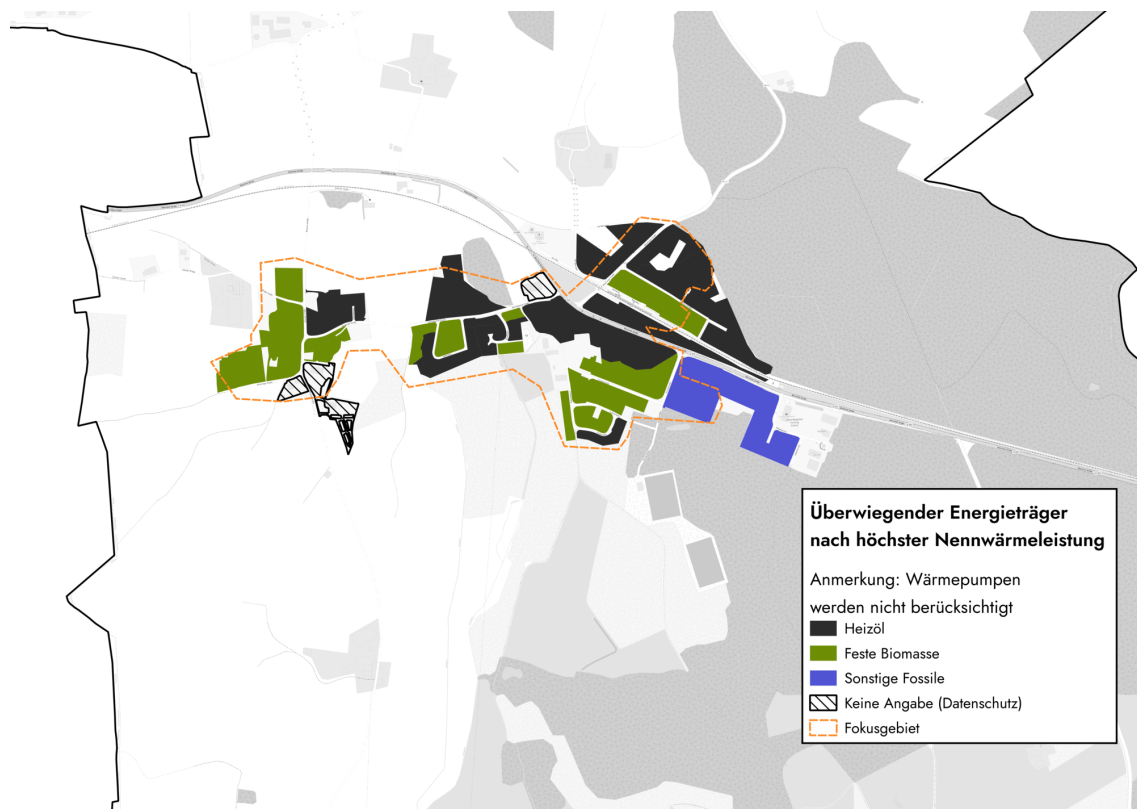 Überwiegender Energieträger
nach höchster Nennwärmeleistung
Anmerkung: Wärmepumpen
werden nicht berücksichtigt
Heizöl
Feste Biomasse
Sonstige Fossile
Keine Angabe (Datenschutz)
Fokusgebiet